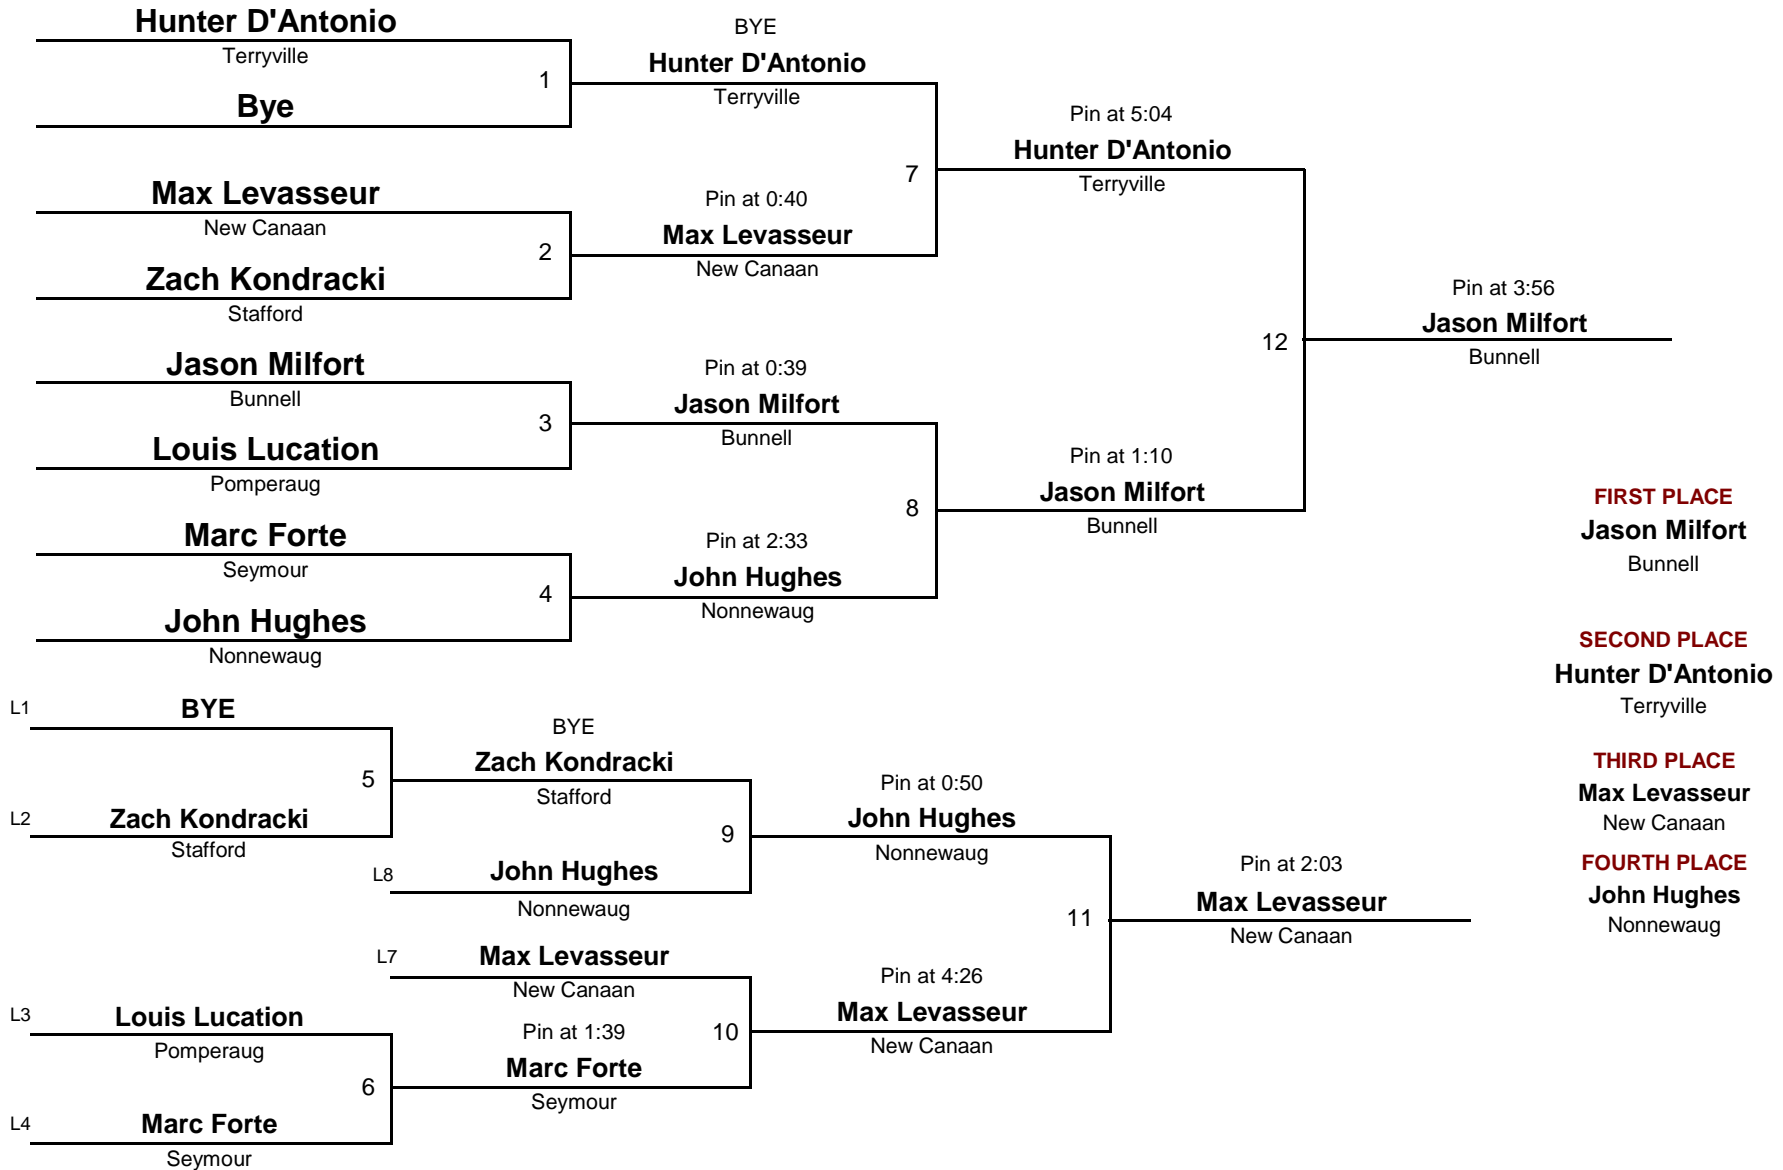 Hunter D'Antonio
Terryville
1
Bye
BYE
Hunter D'Antonio
Terryville
Max Levasseur
New Canaan
2
Zach Kondracki
Stafford
Pin at 0:40
Max Levasseur
New Canaan
7
Pin at 5:04
Hunter D'Antonio
Terryville
Jason Milfort
Bunnell
3
Louis Lucation
Pomperaug
Pin at 0:39
Jason Milfort
Bunnell
Marc Forte
Seymour
4
John Hughes
Nonnewaug
Pin at 2:33
John Hughes
Nonnewaug
8
Pin at 1:10
Jason Milfort
Bunnell
12
Pin at 3:56
Jason Milfort
Bunnell
FIRST PLACE
Jason Milfort
Bunnell
SECOND PLACE
Hunter D'Antonio
Terryville
THIRD PLACE
Max Levasseur
New Canaan
FOURTH PLACE
John Hughes
Nonnewaug
L1 BYE
5
L2 Zach Kondracki
Stafford
BYE
Zach Kondracki
Stafford
9
L8 John Hughes
Nonnewaug
Pin at 0:50
John Hughes
Nonnewaug
L7 Max Levasseur
New Canaan
L3 Louis Lucation
Pomperaug
6
L4 Marc Forte
Seymour
Pin at 1:39
Marc Forte
Seymour
10
Pin at 4:26
Max Levasseur
New Canaan
11
Pin at 2:03
Max Levasseur
New Canaan